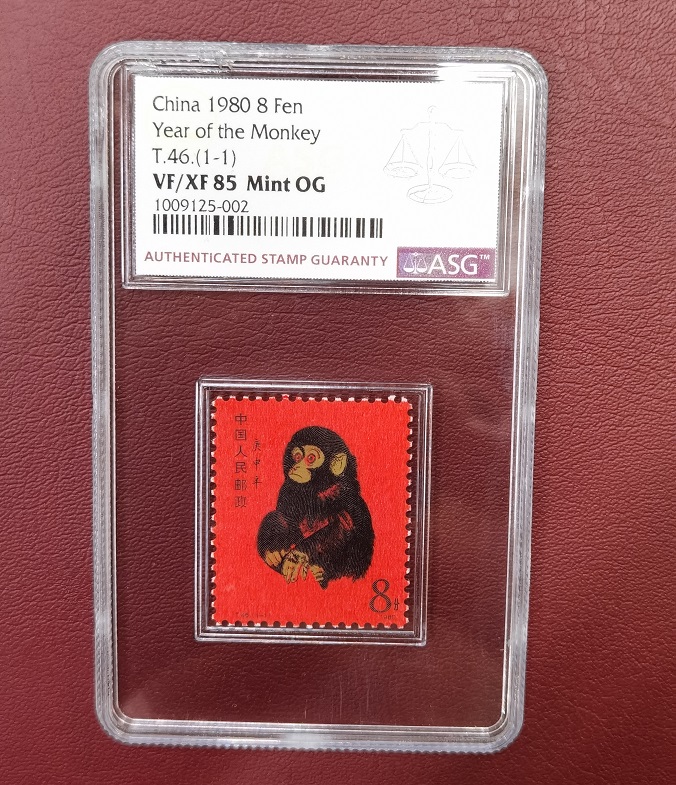 China 1980 8 Fen
Year of the Monkey
T.46.(1-1)
VF/XF 85 Mint OG
1009125-002
AUTHENTICATED STAMP GUARANTY
ASG™
中国人民邮政
庚申年
8分